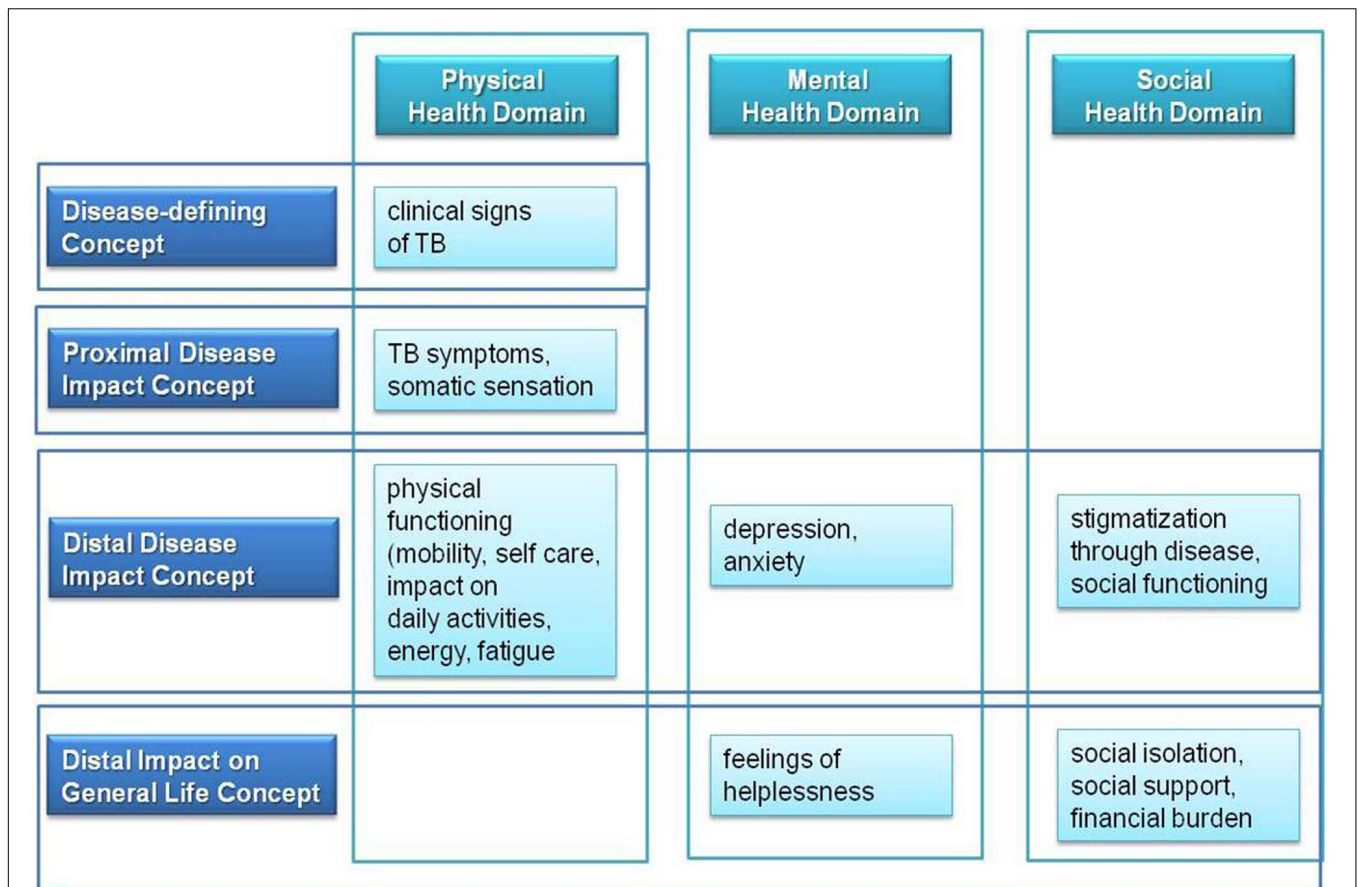 Physical
Health Domain
Mental
Health Domain
Social
Health Domain
Disease-defining
Concept
clinical signs
of TB
Proximal Disease
Impact Concept
TB symptoms,
somatic sensation
Distal Disease
Impact Concept
physical
functioning
(mobility, self care,
impact on
daily activities,
energy, fatigue
depression,
anxiety
stigmatization
through disease,
social functioning
Distal Impact on
General Life Concept
feelings of
helplessness
social isolation,
social support,
financial burden